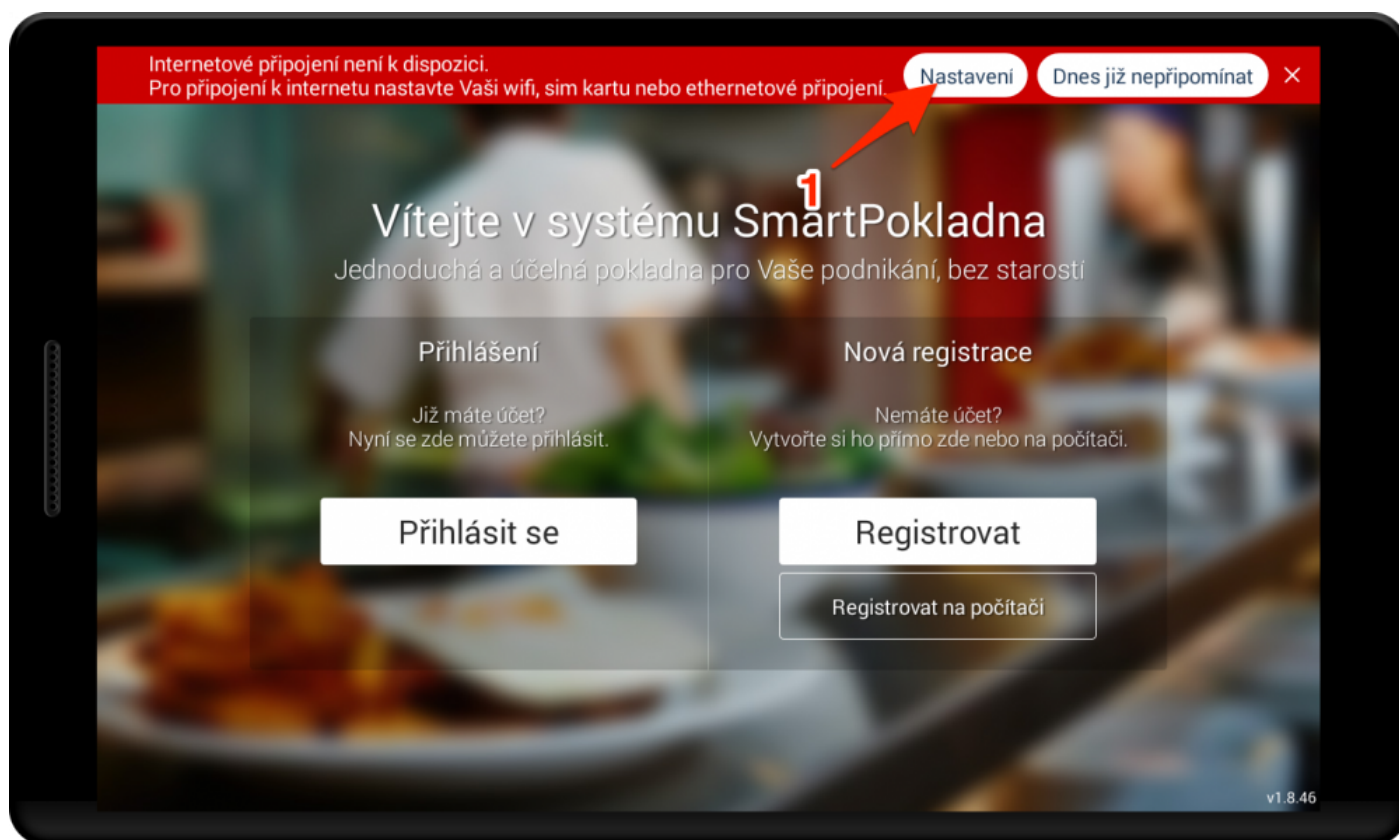 Internetové připojení není k dispozici.
Pro připojení k internetu nastavte Vaši wifi, sim kartu nebo ethernetové připojení.
Nastavení
Dnes již nepřipomínat
1
Vítejte v systému SmartPokladna
Jednoduchá a účelná pokladna pro Vaše podnikání, bez starostí
Přihlášení
Již máte účet?
Nyní se zde můžete přihlásit.
Přihlásit se
Nová registrace
Nemáte účet?
Vytvořte si ho přímo zde nebo na počítači.
Registrovat
Registrovat na počítači
v1.8.46